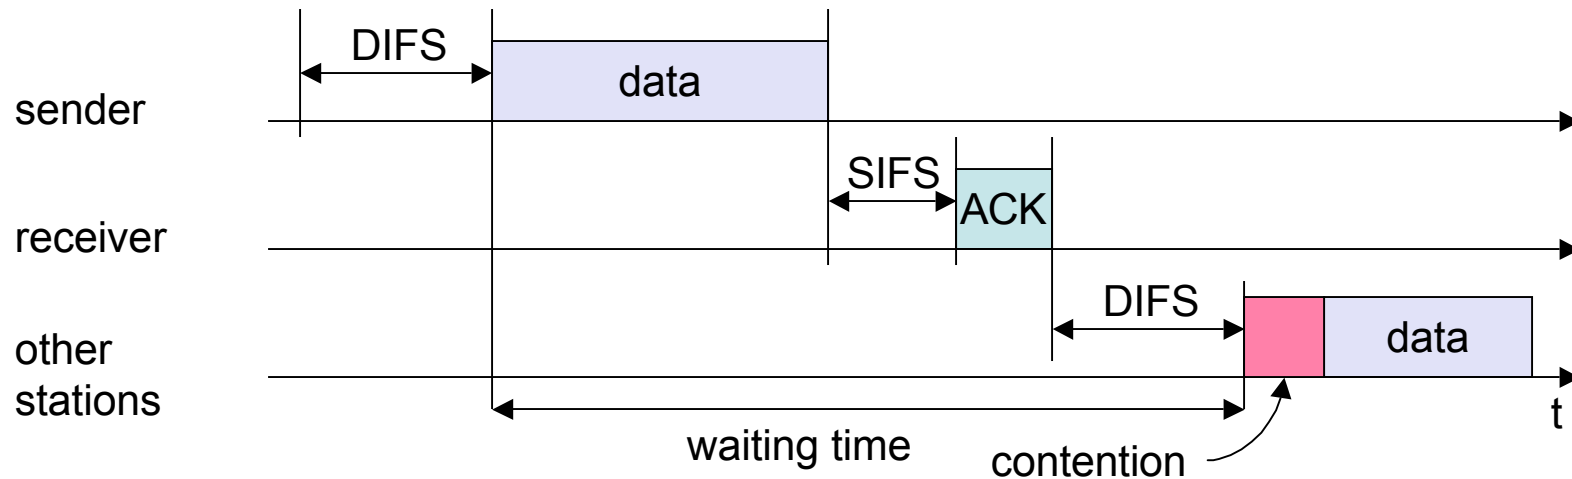 DIFS
data
sender
SIFS
ACK
receiver
DIFS
other
stations
data
t
waiting time
contention